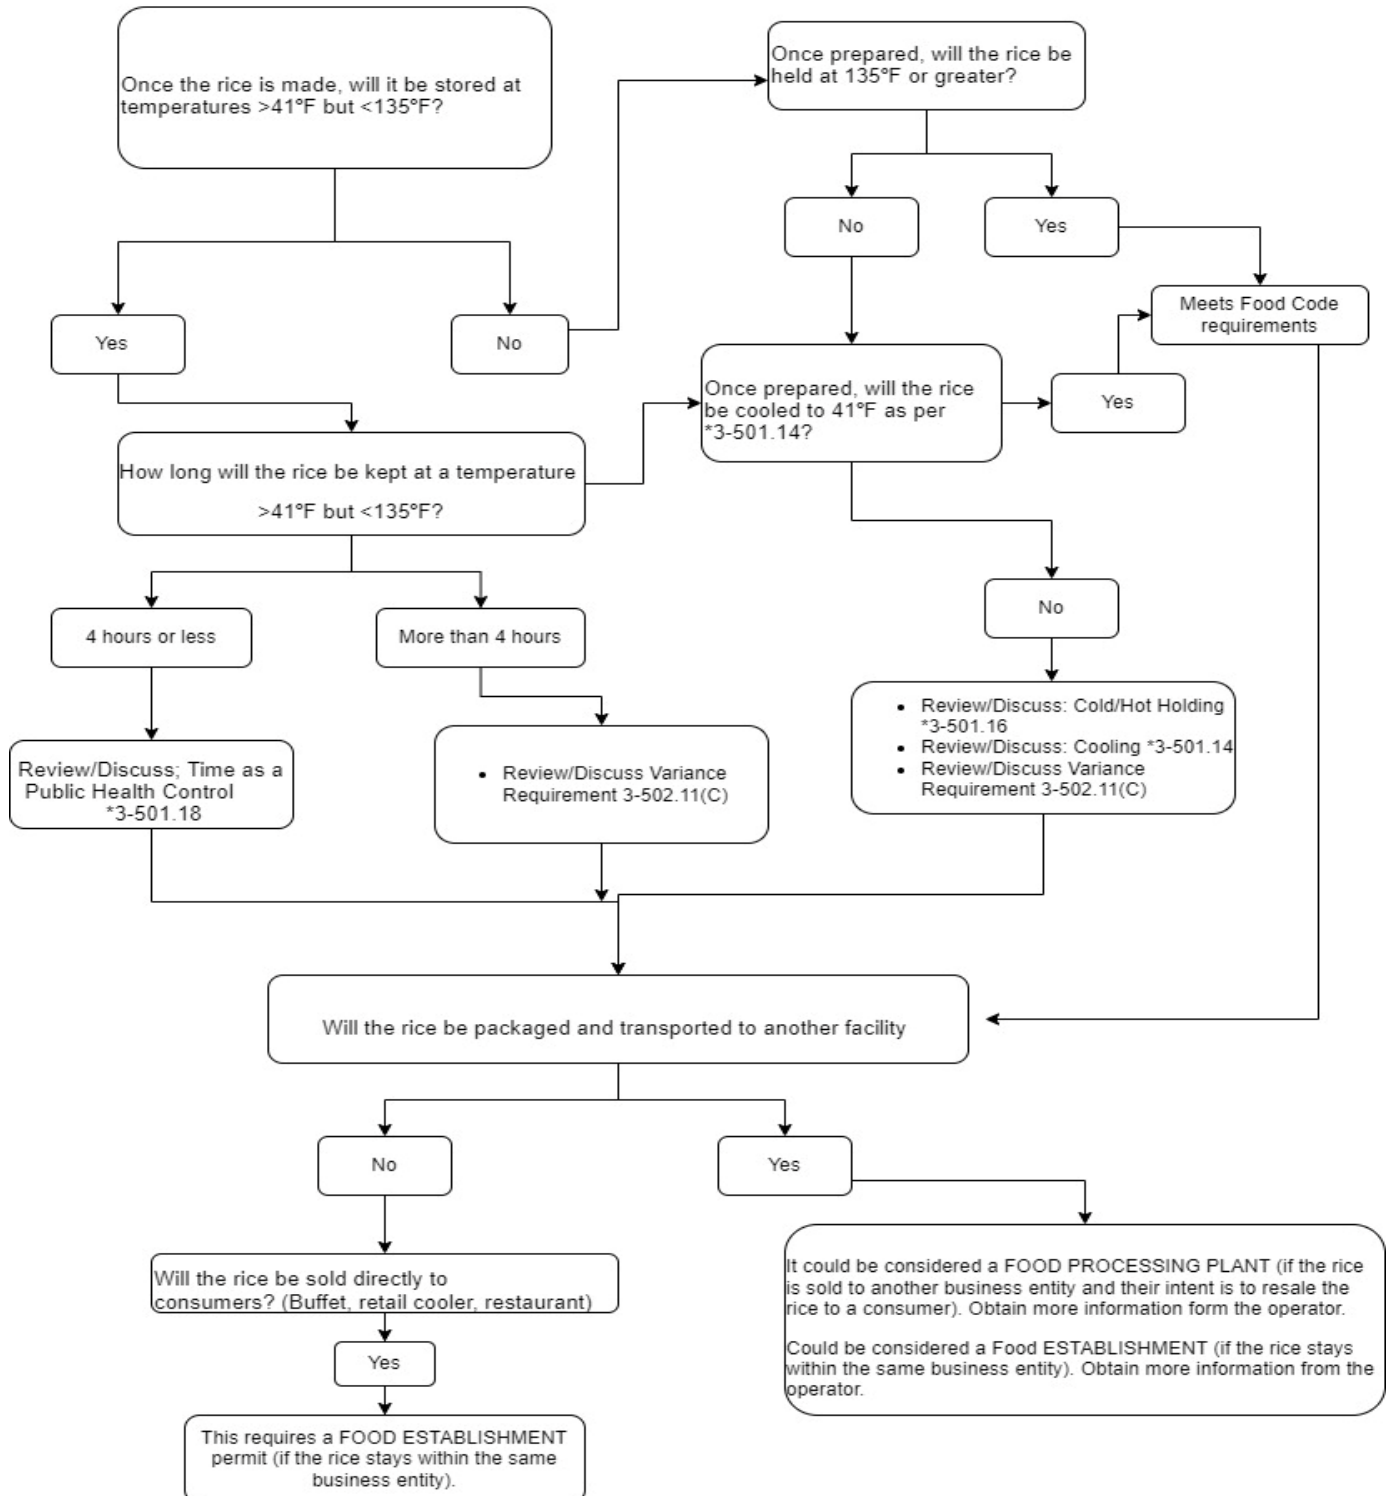 Once the rice is made, will it be stored at
temperatures >41°F but <135°F?
Once prepared, will the rice be
held at 135°F or greater?
No
Yes
Meets Food Code
requirements
Yes
No
Once prepared, will the rice
be cooled to 41°F as per
*3-501.14?
Yes
How long will the rice be kept at a temperature
>41°F but <135°F?
4 hours or less
More than 4 hours
No
Review/Discuss; Time as a
Public Health Control
*3-501.18
• Review/Discuss Variance
Requirement 3-502.11(C)
• Review/Discuss: Cold/Hot Holding
*3-501.16
• Review/Discuss: Cooling *3-501.14
• Review/Discuss Variance
Requirement 3-502.11(C)
Will the rice be packaged and transported to another facility
No
Yes
Will the rice be sold directly to
consumers? (Buffet, retail cooler, restaurant)
Yes
This requires a FOOD ESTABLISHMENT
permit (if the rice stays within the same
business entity).
It could be considered a FOOD PROCESSING PLANT (if the rice
is sold to another business entity and their intent is to resale the
rice to a consumer). Obtain more information form the operator.
Could be considered a Food ESTABLISHMENT (if the rice stays
within the same business entity). Obtain more information from the
operator.